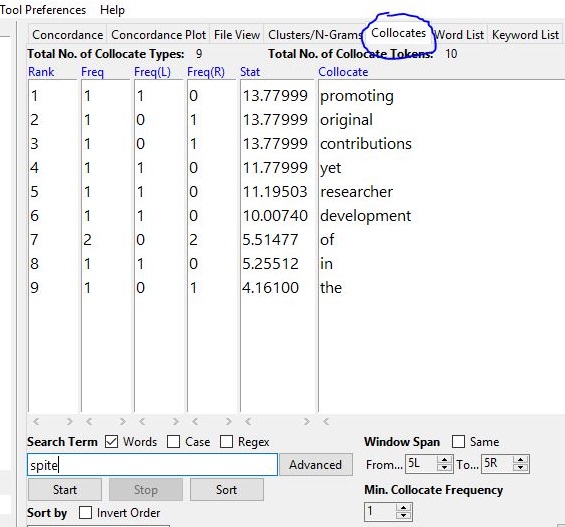 Tool Preferences Help
Concordance Concordance Plot File View Clusters/N-Grams Collocates Word List Keyword List
Total No. of Collocate Types: 9 Total No. of Collocate Tokens: 10
Rank Freq Freq(L) Freq(R) Stat Collocate
1 1 1 0 13.77999 promoting
2 1 0 1 13.77999 original
3 1 0 1 13.77999 contributions
4 1 1 0 11.77999 yet
5 1 1 0 11.19503 researcher
6 1 1 0 10.00740 development
7 2 0 2 5.51477 of
8 1 1 0 5.25512 in
9 1 0 1 4.16100 the
Search Term Words Case Regex Window Span Same
spite Advanced From... 5L To... 5R
Start Stop Sort Min. Collocate Frequency
Sort by Invert Order 1